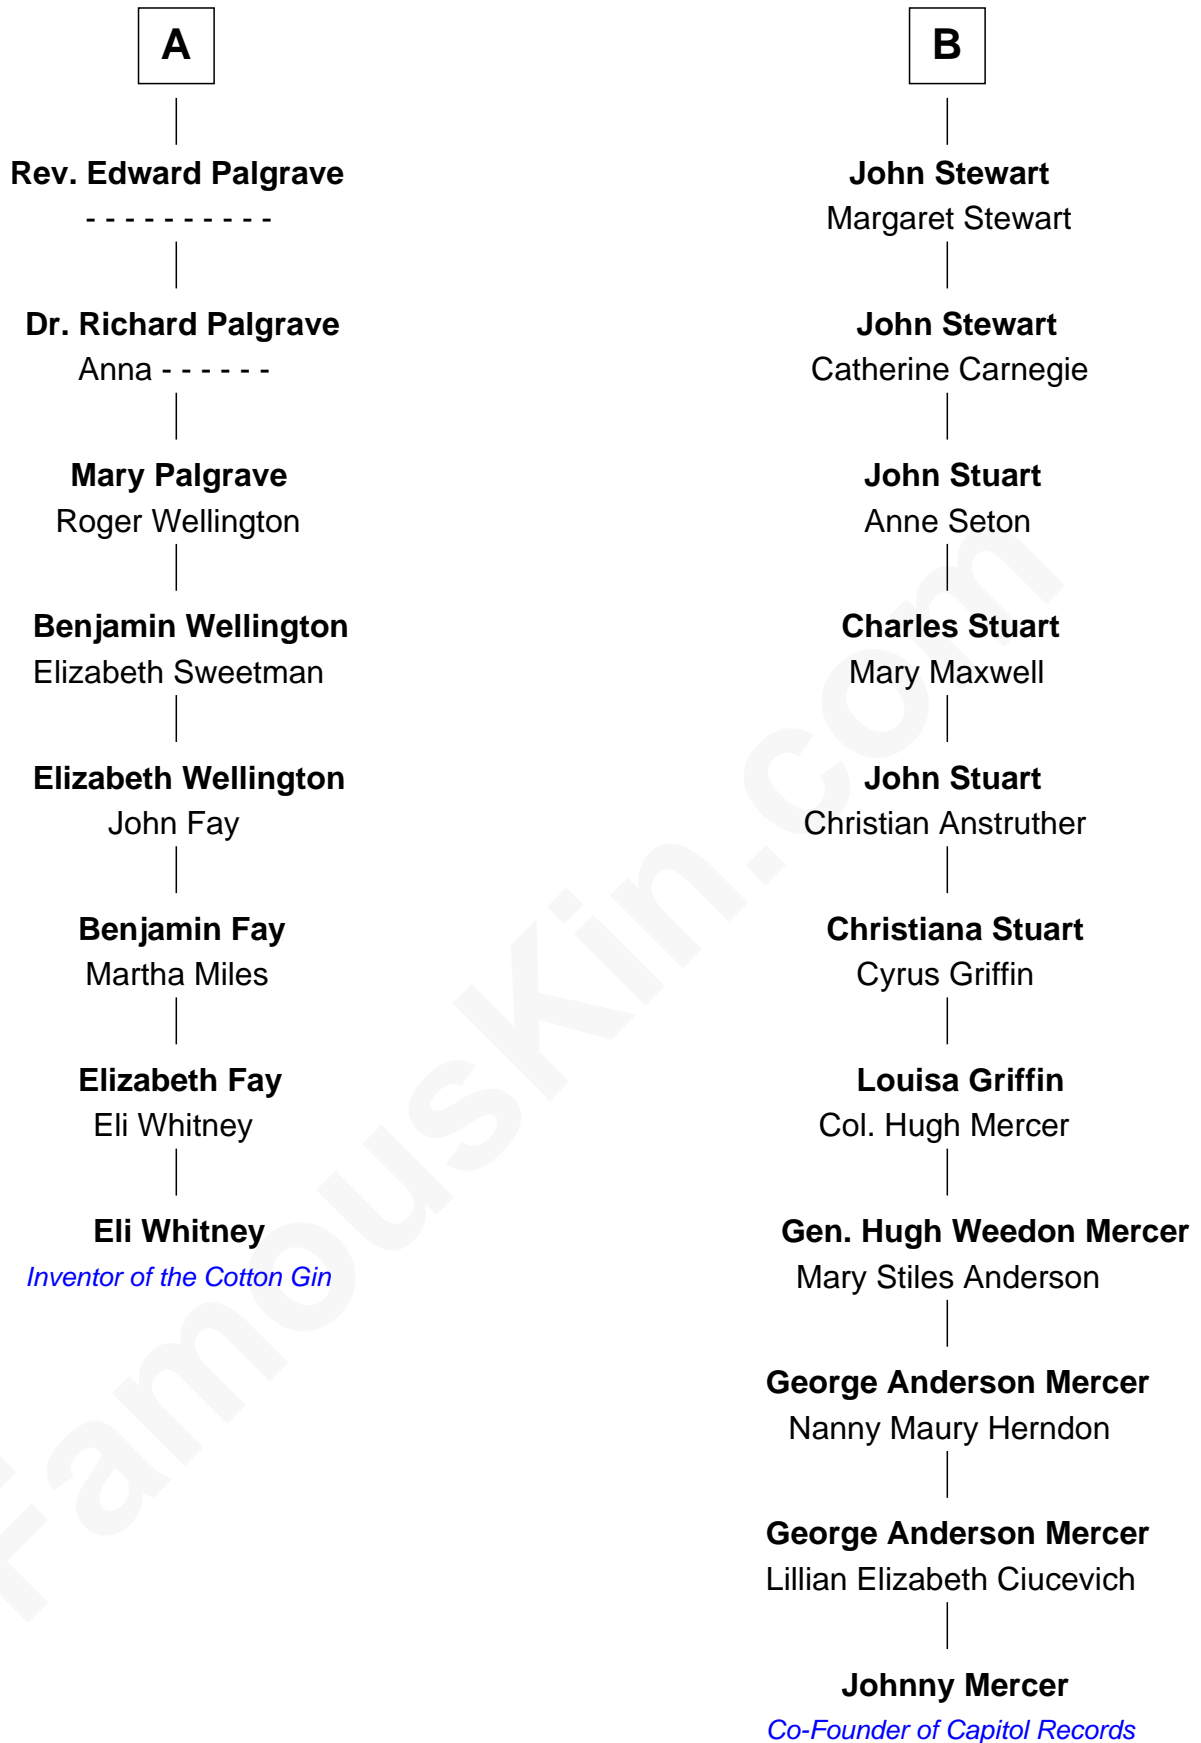 A
Rev. Edward Palgrave
- - - - - - - - - -
Dr. Richard Palgrave
Anna - - - - - -
Mary Palgrave
Roger Wellington
Benjamin Wellington
Elizabeth Sweetman
Elizabeth Wellington
John Fay
Benjamin Fay
Martha Miles
Elizabeth Fay
Eli Whitney
Eli Whitney
Inventor of the Cotton Gin
B
John Stewart
Margaret Stewart
John Stewart
Catherine Carnegie
John Stuart
Anne Seton
Charles Stuart
Mary Maxwell
John Stuart
Christian Anstruther
Christiana Stuart
Cyrus Griffin
Louisa Griffin
Col. Hugh Mercer
Gen. Hugh Weedon Mercer
Mary Stiles Anderson
George Anderson Mercer
Nanny Maury Herndon
George Anderson Mercer
Lillian Elizabeth Ciucevich
Johnny Mercer
Co-Founder of Capitol Records
FamousKin.com